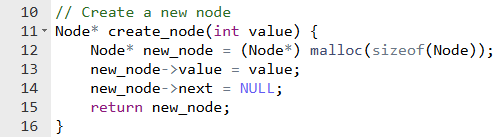 10 // Create a new node
11 Node* create_node(int value) {
12     Node* new_node = (Node*) malloc(sizeof(Node));
13     new_node->value = value;
14     new_node->next = NULL;
15     return new_node;
16 }